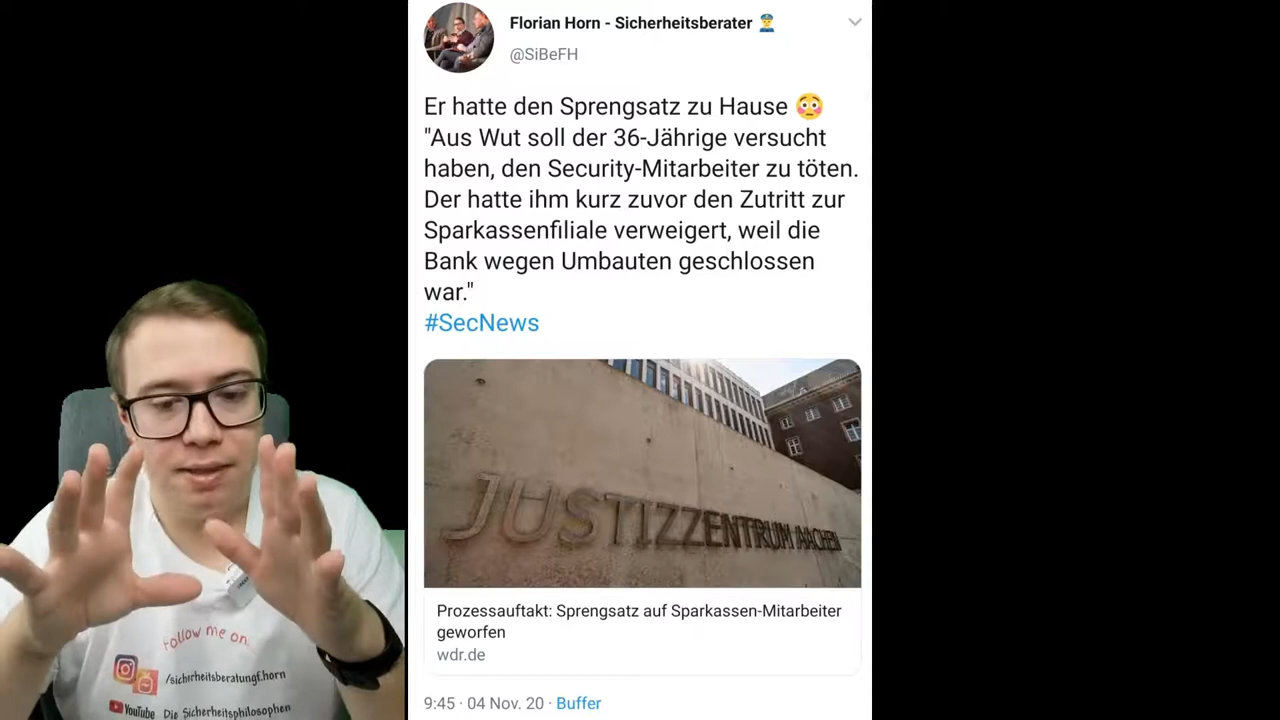 Florian Horn - Sicherheitsberater
@SiBeFH
Er hatte den Sprengsatz zu Hause 😳
"Aus Wut soll der 36-Jährige versucht
haben, den Security-Mitarbeiter zu töten.
Der hatte ihm kurz zuvor den Zutritt zur
Sparkassenfiliale verweigert, weil die
Bank wegen Umbauten geschlossen
war."
#SecNews
JUSTIZZENTRUM AACHEN
Prozessauftakt: Sprengsatz auf Sparkassen-Mitarbeiter
geworfen
wdr.de
9:45 · 04 Nov. 20 · Buffer
Follow me on
/sicherheitsberatungf.horn
YouTube Die Sicherheitsphilosophen